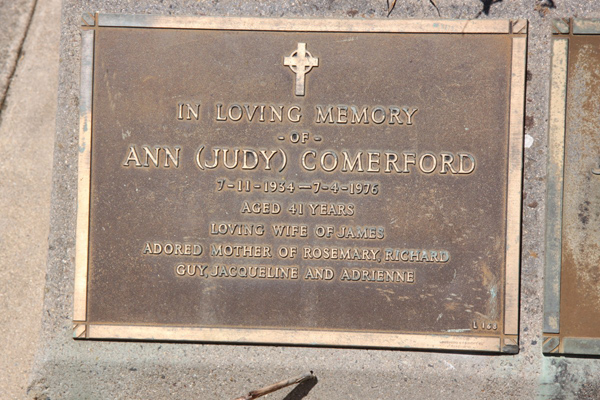 IN LOVING MEMORY
- OF -
ANN (JUDY) COMERFORD
7-11-1934—7-4-1976
AGED 41 YEARS
LOVING WIFE OF JAMES
ADORED MOTHER OF ROSEMARY, RICHARD
GUY, JACQUELINE AND ADRIENNE
L 160